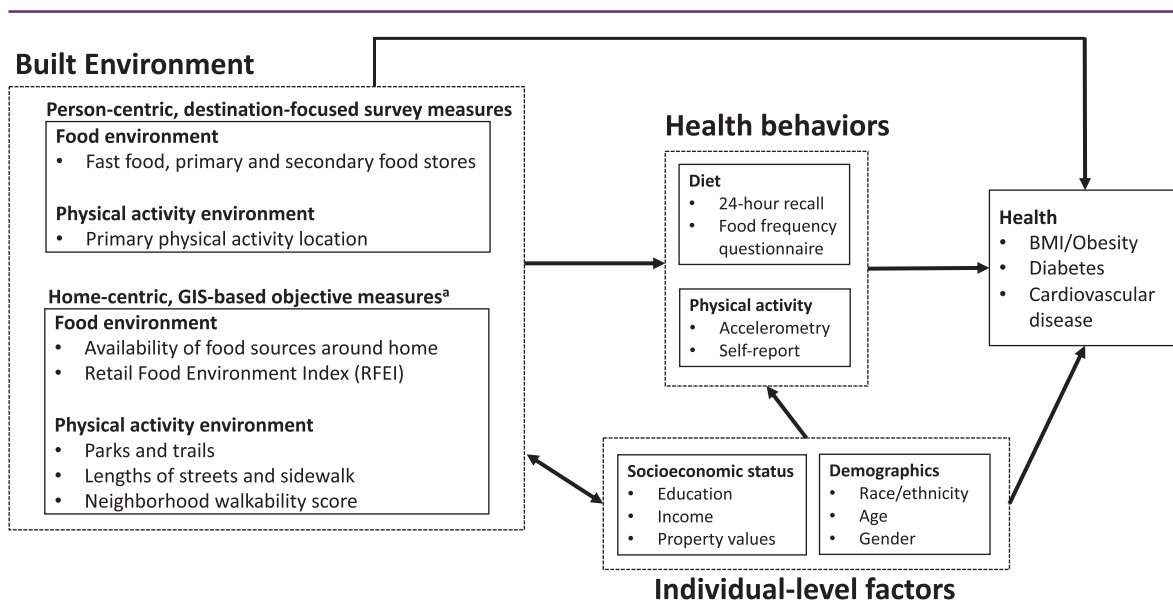 Built Environment
Person-centric, destination-focused survey measures
Food environment
• Fast food, primary and secondary food stores
Physical activity environment
• Primary physical activity location
Home-centric, GIS-based objective measuresᵃ
Food environment
• Availability of food sources around home
• Retail Food Environment Index (RFEI)
Physical activity environment
• Parks and trails
• Lengths of streets and sidewalk
• Neighborhood walkability score
Health behaviors
Diet
• 24-hour recall
• Food frequency
questionnaire
Physical activity
• Accelerometry
• Self-report
Health
• BMI/Obesity
• Diabetes
• Cardiovascular
disease
Socioeconomic status
• Education
• Income
• Property values
Demographics
• Race/ethnicity
• Age
• Gender
Individual-level factors